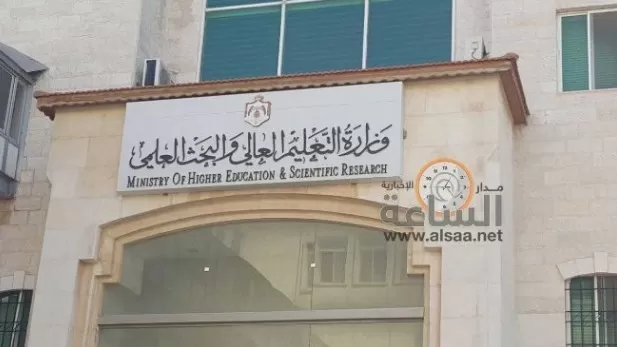 وزارة التعليم العالي والبحث العلمي
MINISTRY OF HIGHER EDUCATION & SCIENTIFIC RESEARCH
مدار الساعة الإخبارية
www.alsaa.net